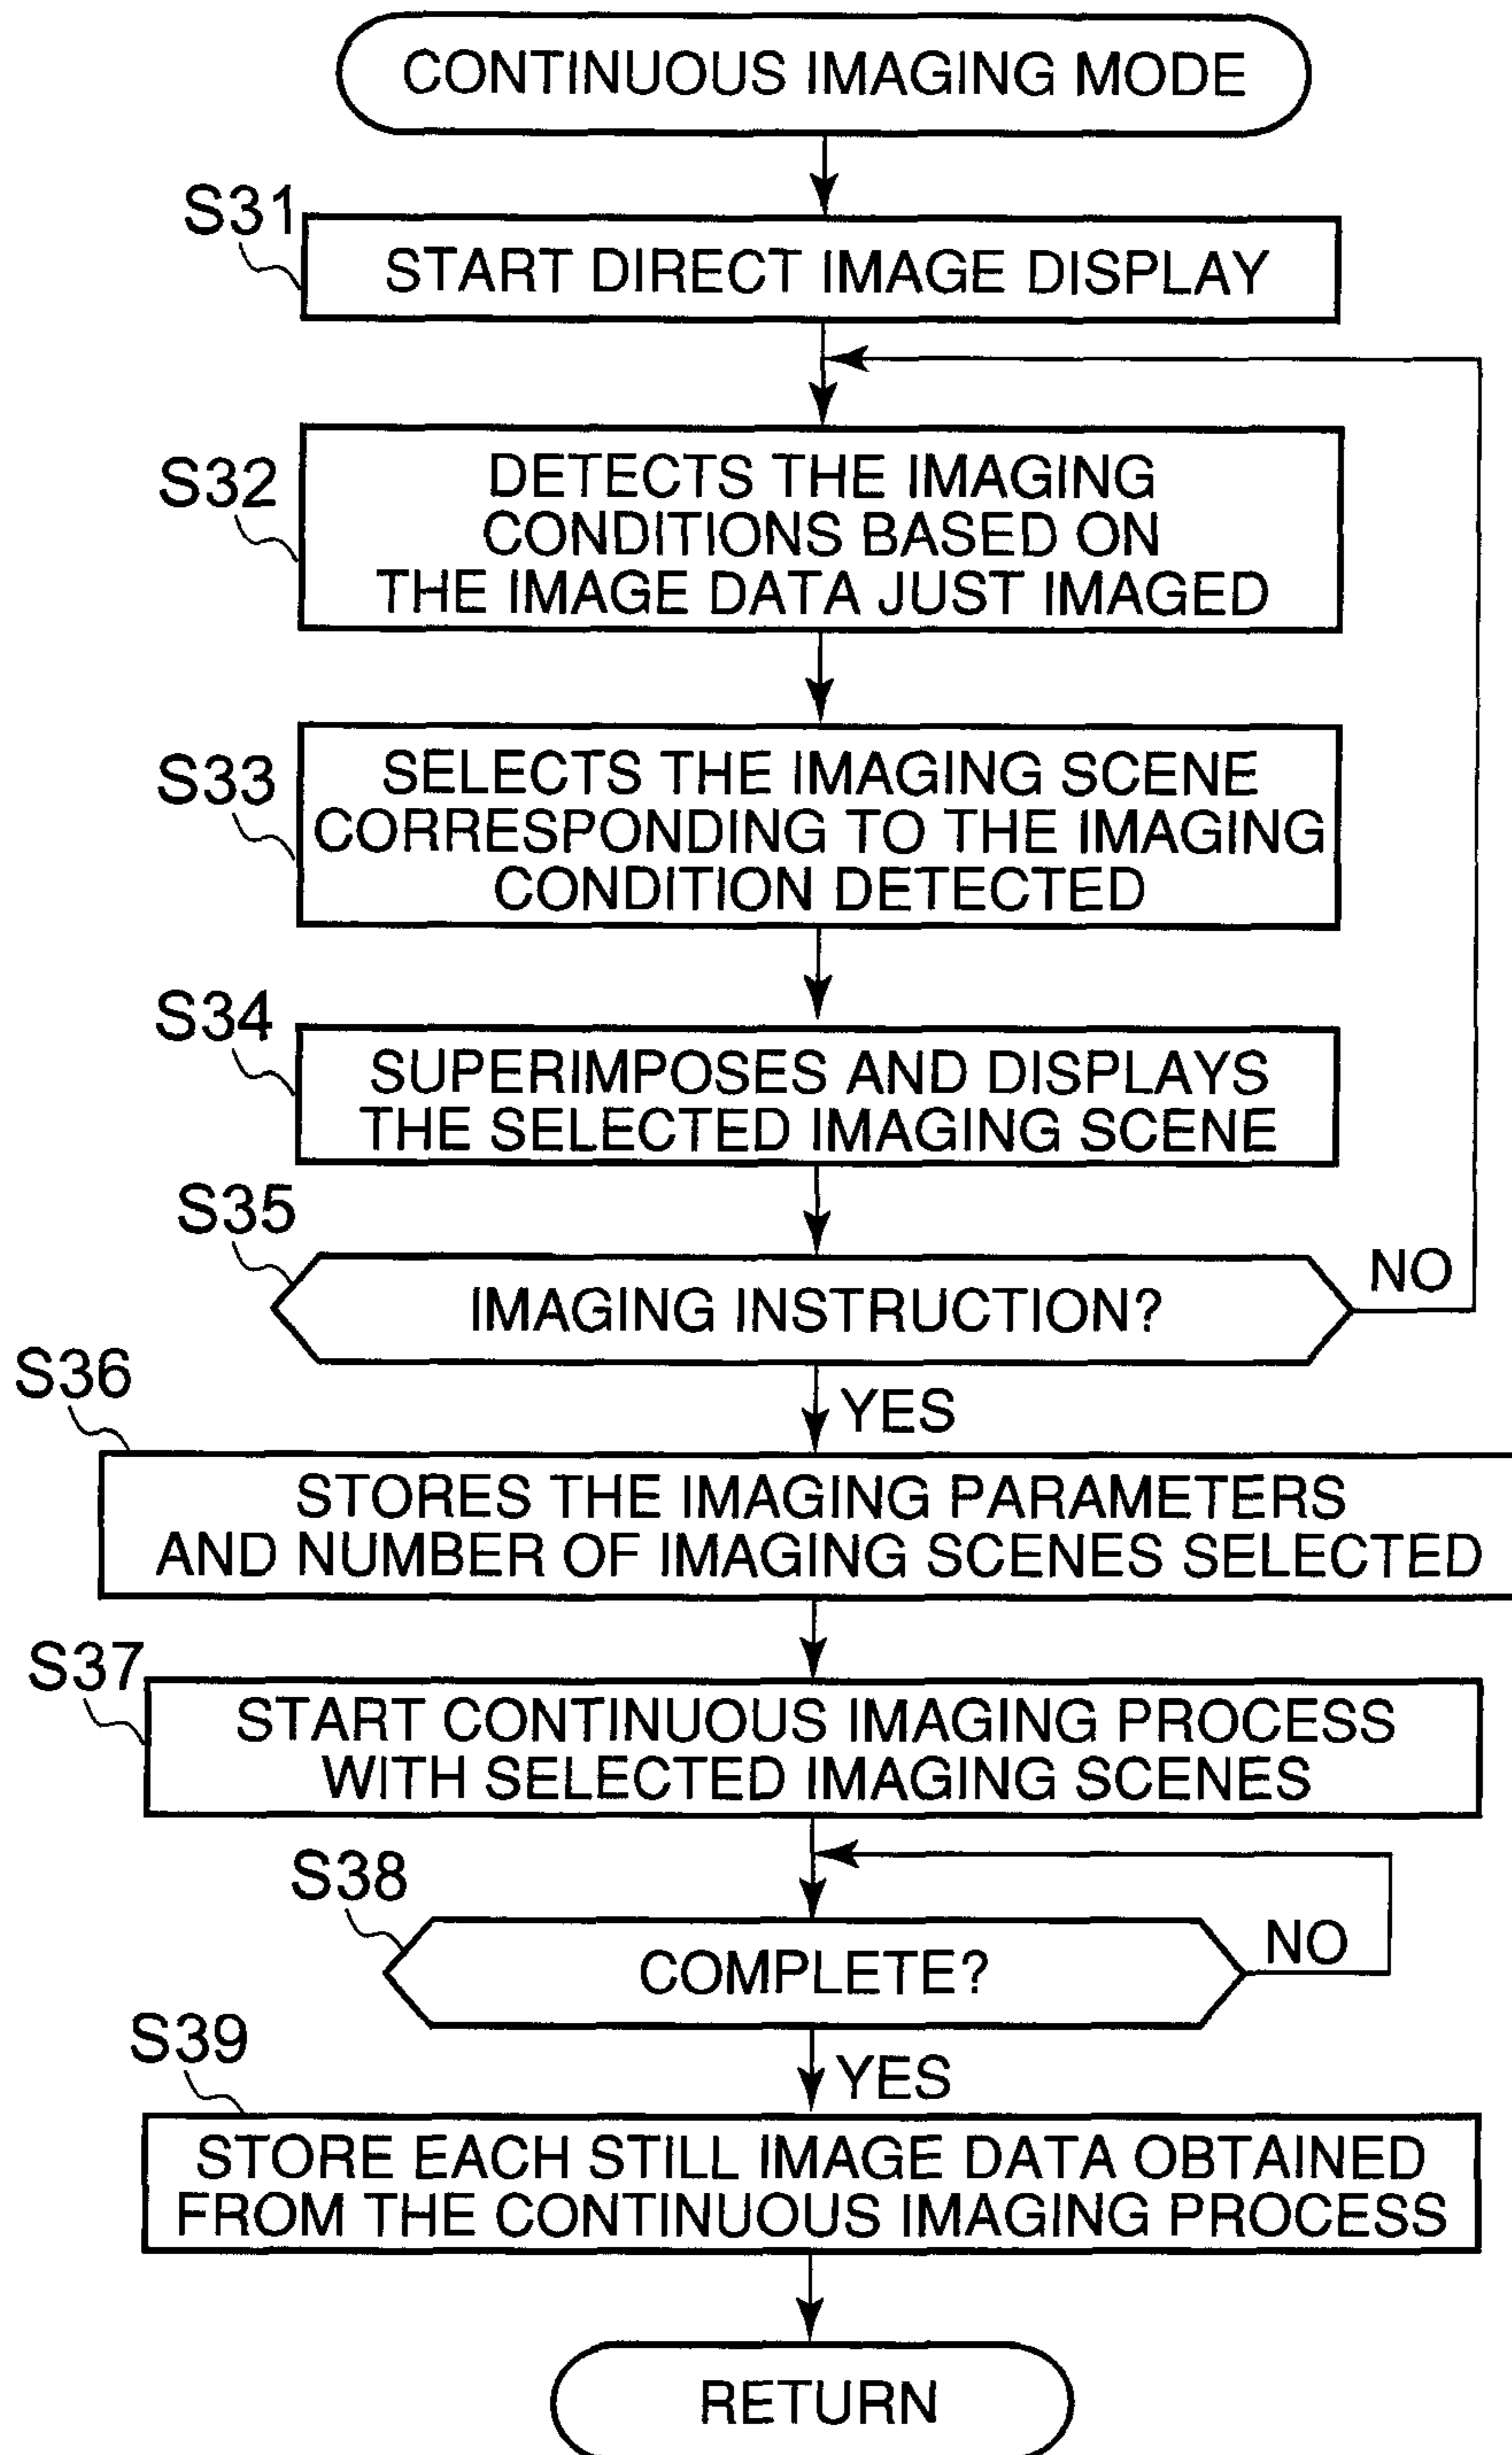 CONTINUOUS IMAGING MODE
S31
START DIRECT IMAGE DISPLAY
S32
DETECTS THE IMAGING
CONDITIONS BASED ON
THE IMAGE DATA JUST IMAGED
S33
SELECTS THE IMAGING SCENE
CORRESPONDING TO THE IMAGING
CONDITION DETECTED
S34
SUPERIMPOSES AND DISPLAYS
THE SELECTED IMAGING SCENE
S35
IMAGING INSTRUCTION?
NO
YES
S36
STORES THE IMAGING PARAMETERS
AND NUMBER OF IMAGING SCENES SELECTED
S37
START CONTINUOUS IMAGING PROCESS
WITH SELECTED IMAGING SCENES
S38
COMPLETE?
NO
YES
S39
STORE EACH STILL IMAGE DATA OBTAINED
FROM THE CONTINUOUS IMAGING PROCESS
RETURN